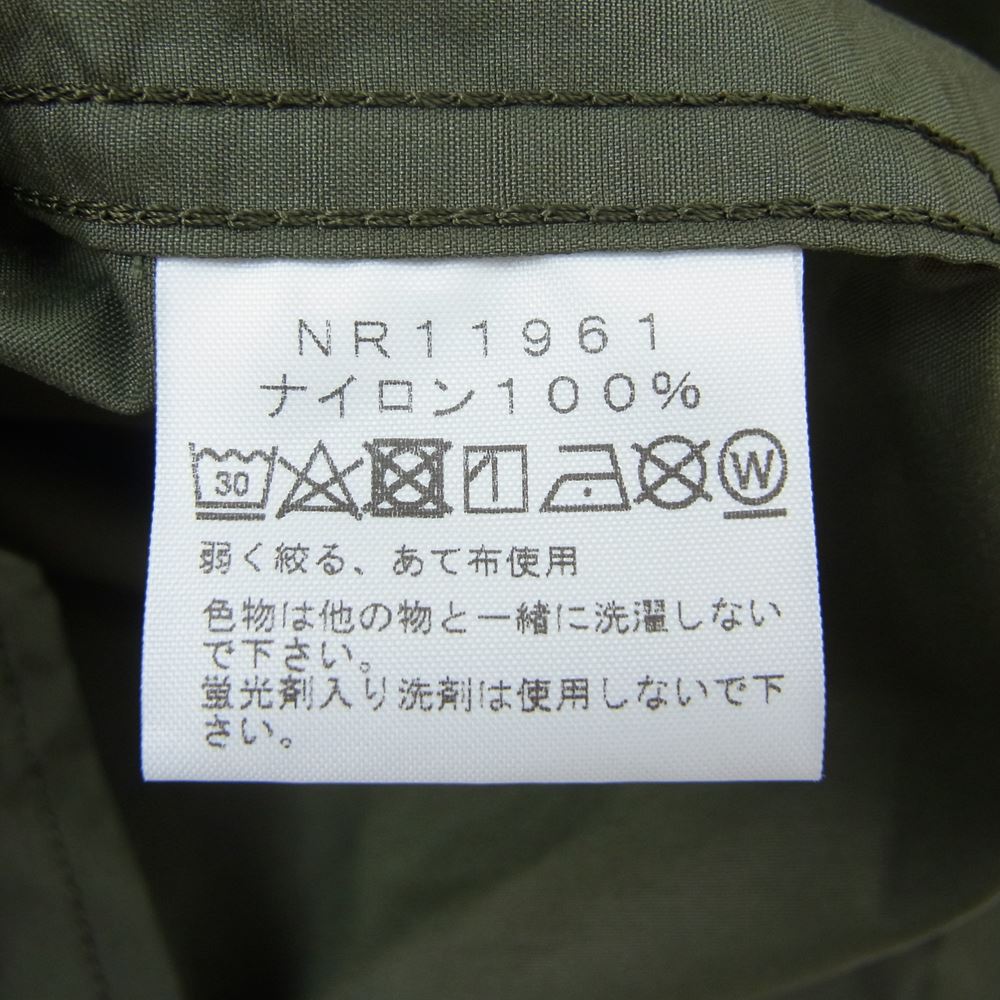 NR11961
ナイロン100%
30 W
弱く絞る、あて布使用
色物は他の物と一緒に洗濯しない
で下さい。
蛍光剤入り洗剤は使用しないで下
さい。